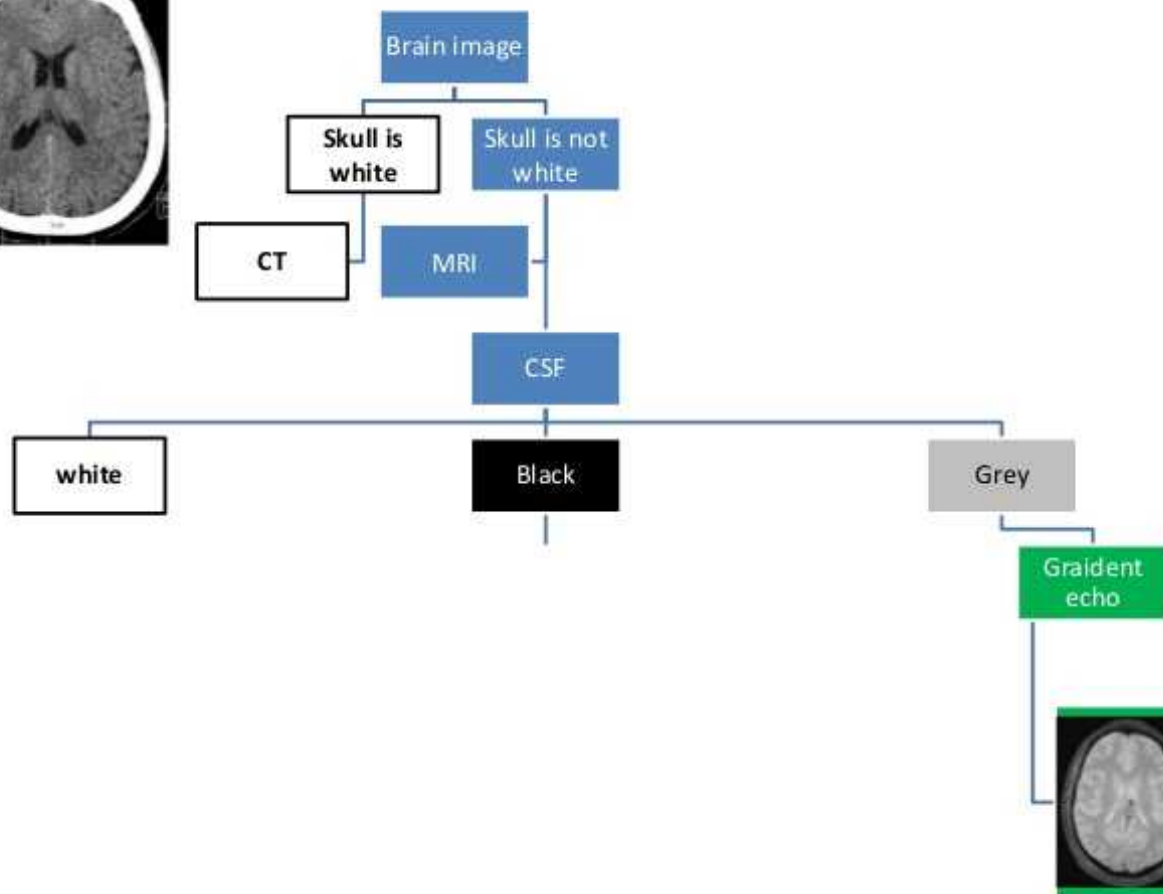 Brain image
Skull is
white
Skull is not
white
CT
MRI
CSF
white
Black
Grey
Graident
echo